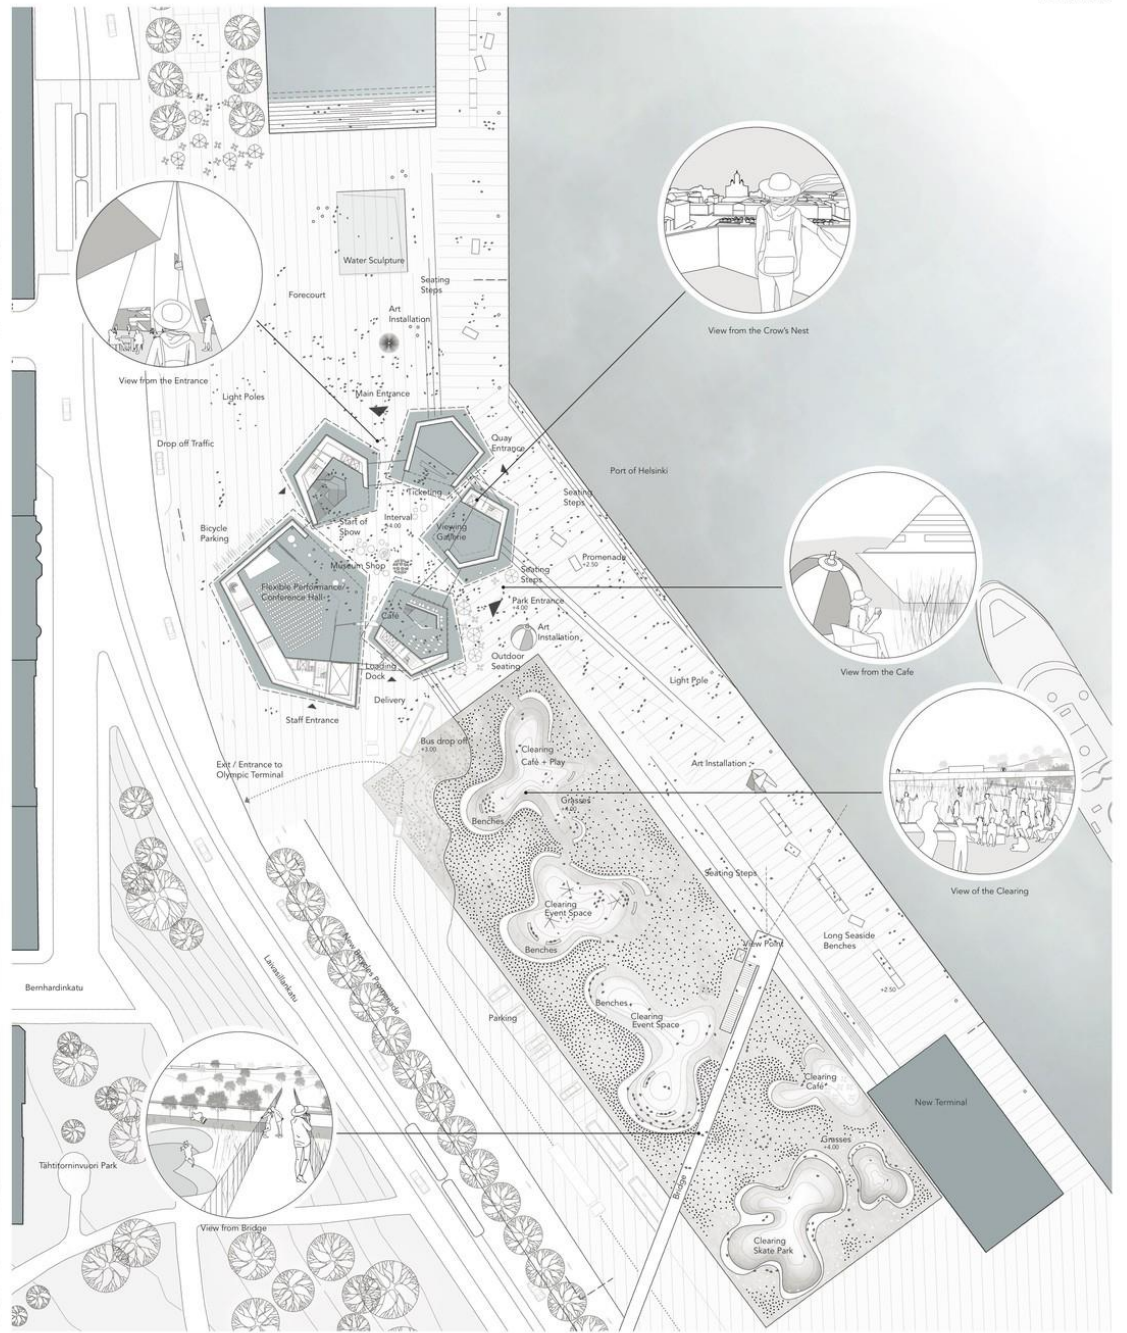 Water Sculpture
Seating
Steps
Forecourt
Art
Installation
View from the Crow's Nest
View from the Entrance
Light Poles
Main Entrance
Drop off Traffic
Quay
Entrance
Port of Helsinki
Ticketing
Seating
Steps
Start of
Show
Interval
+4.00
Viewing
Gallerie
Bicycle
Parking
Museum Shop
Promenade
+2.50
Seating
Steps
Flexible Performance/
Conference Hall
Park Entrance
+4.00
Café
Art
Installation
Outdoor
Seating
Loading
Dock
Light Pole
View from the Cafe
Delivery
Staff Entrance
Bus drop off
+3.00
Clearing
Cafè + Play
Exit / Entrance to
Olympic Terminal
Art Installation
Grasses
+4.00
Benches
Seating Steps
View of the Clearing
Clearing
Event Space
Long Seaside
Benches
View Point
Benches
Laivasillankatu
Bernhardinkatu
+2.50
Benches
Clearing
Event Space
Parking
Clearing
Café
New Terminal
Grasses
+4.00
Tähtitorninvuori Park
Bridge
View from Bridge
Clearing
Skate Park